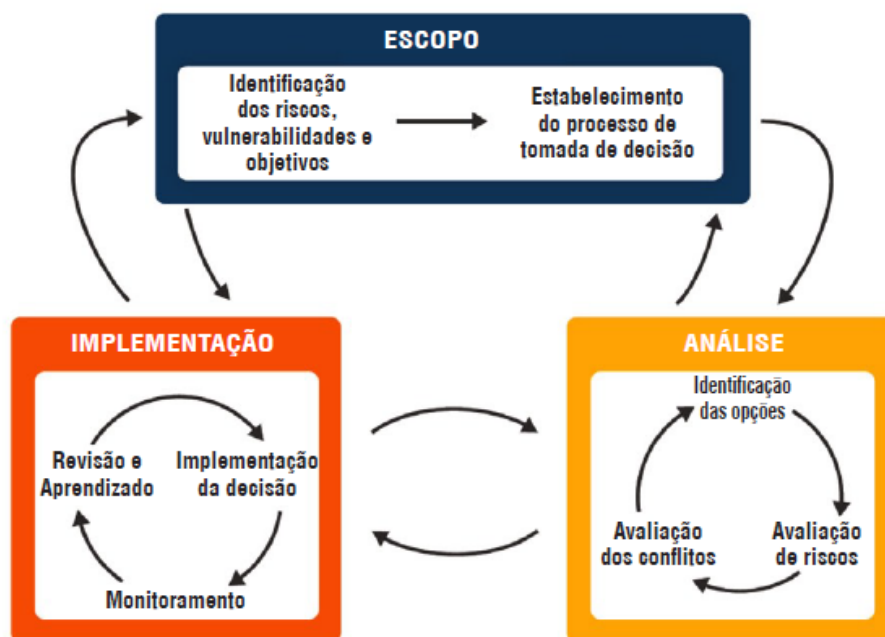 ESCOPO
Identificação
dos riscos,
vulnerabilidades e
objetivos
Estabelecimento
do processo de
tomada de decisão
IMPLEMENTAÇÃO
Revisão e
Aprendizado
Implementação
da decisão
Monitoramento
ANÁLISE
Identificação
das opções
Avaliação
dos conflitos
Avaliação
de riscos